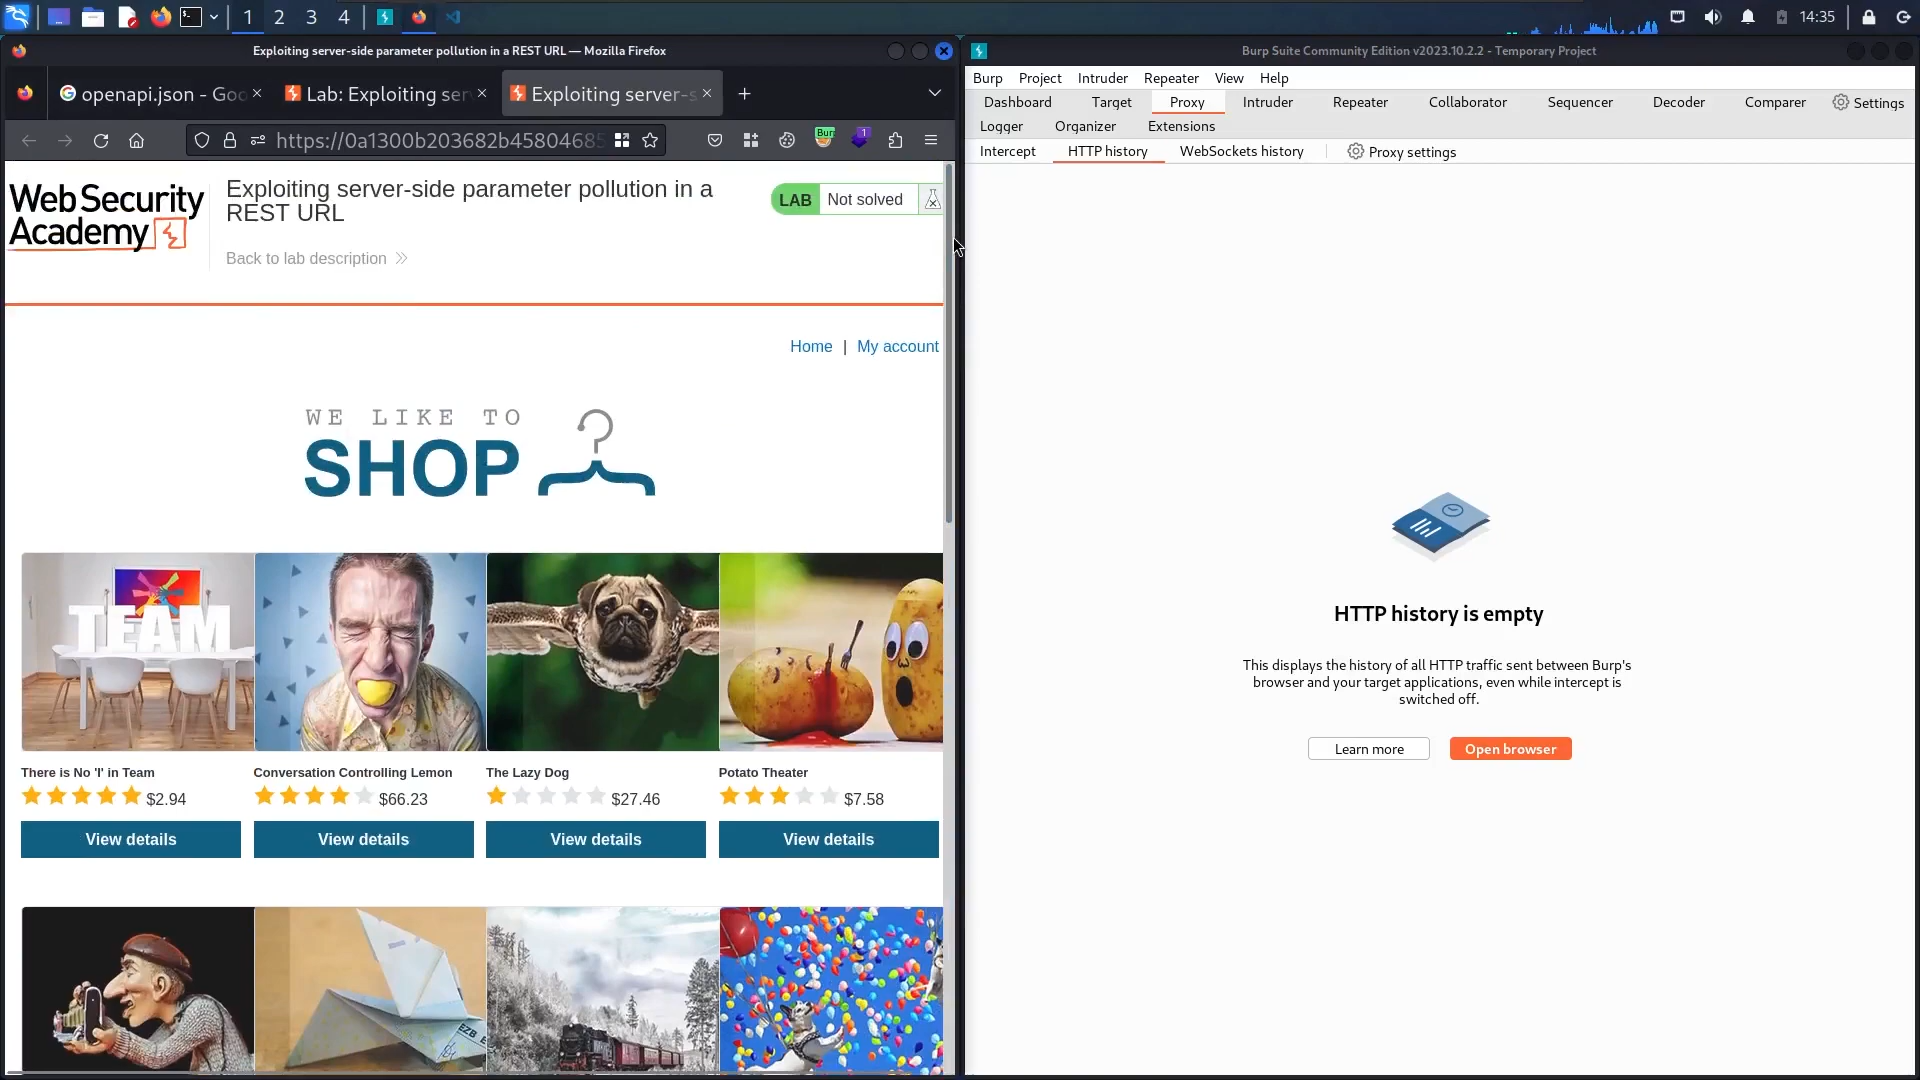 1 2 3 4
14:35
Exploiting server-side parameter pollution in a REST URL — Mozilla Firefox
openapi.json - Goo
Lab: Exploiting serv
Exploiting server-s
https://0a1300b203682b45804685
Bur
1
Web Security
Academy
Exploiting server-side parameter pollution in a
REST URL
Back to lab description
LAB Not solved
Home | My account
WE LIKE TO
SHOP
TEAM
There is No 'I' in Team
$2.94
View details
Conversation Controlling Lemon
$66.23
View details
The Lazy Dog
$27.46
View details
Potato Theater
$7.58
View details
EZB
Burp Suite Community Edition v2023.10.2.2 - Temporary Project
Burp Project Intruder Repeater View Help
Dashboard Target Proxy Intruder Repeater Collaborator Sequencer Decoder Comparer Settings
Logger Organizer Extensions
Intercept HTTP history WebSockets history Proxy settings
HTTP history is empty
This displays the history of all HTTP traffic sent between Burp's
browser and your target applications, even while intercept is
switched off.
Learn more Open browser